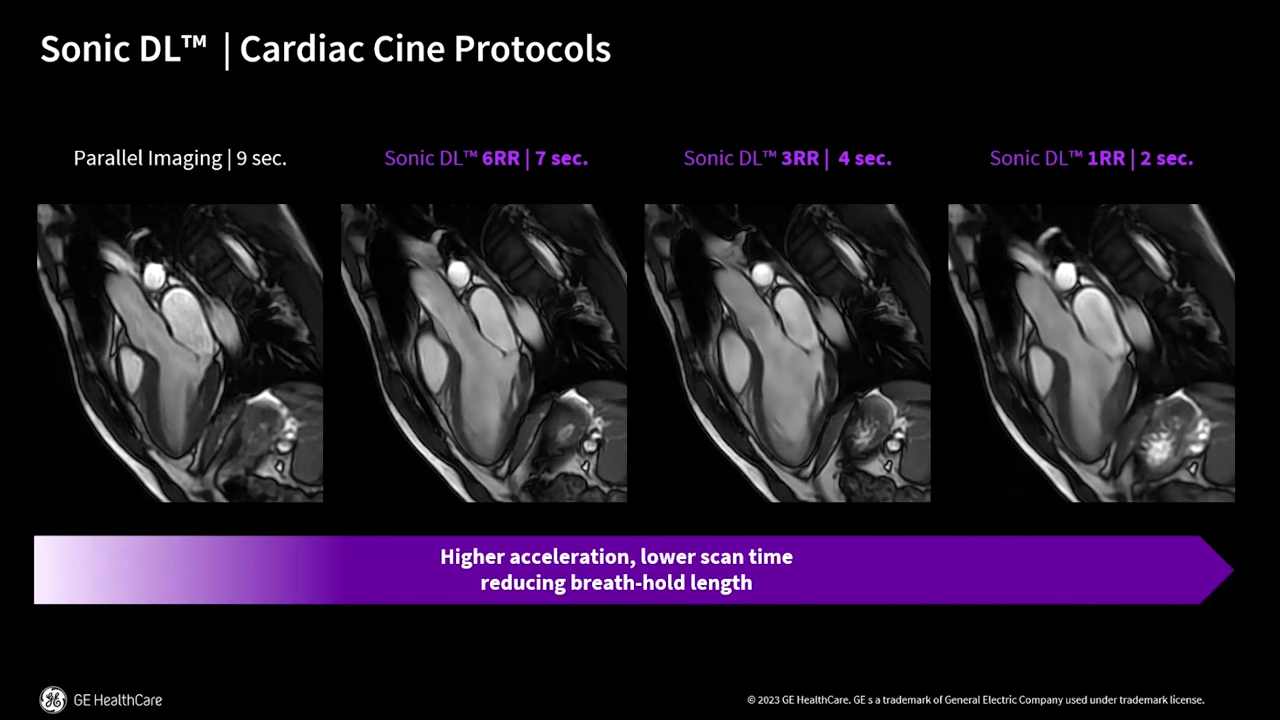 Sonic DL™ | Cardiac Cine Protocols
Parallel Imaging | 9 sec.
Sonic DL™ 6RR | 7 sec.
Sonic DL™ 3RR | 4 sec.
Sonic DL™ 1RR | 2 sec.
Higher acceleration, lower scan time
reducing breath-hold length
GE HealthCare
© 2023 GE HealthCare. GE s a trademark of General Electric Company used under trademark license.